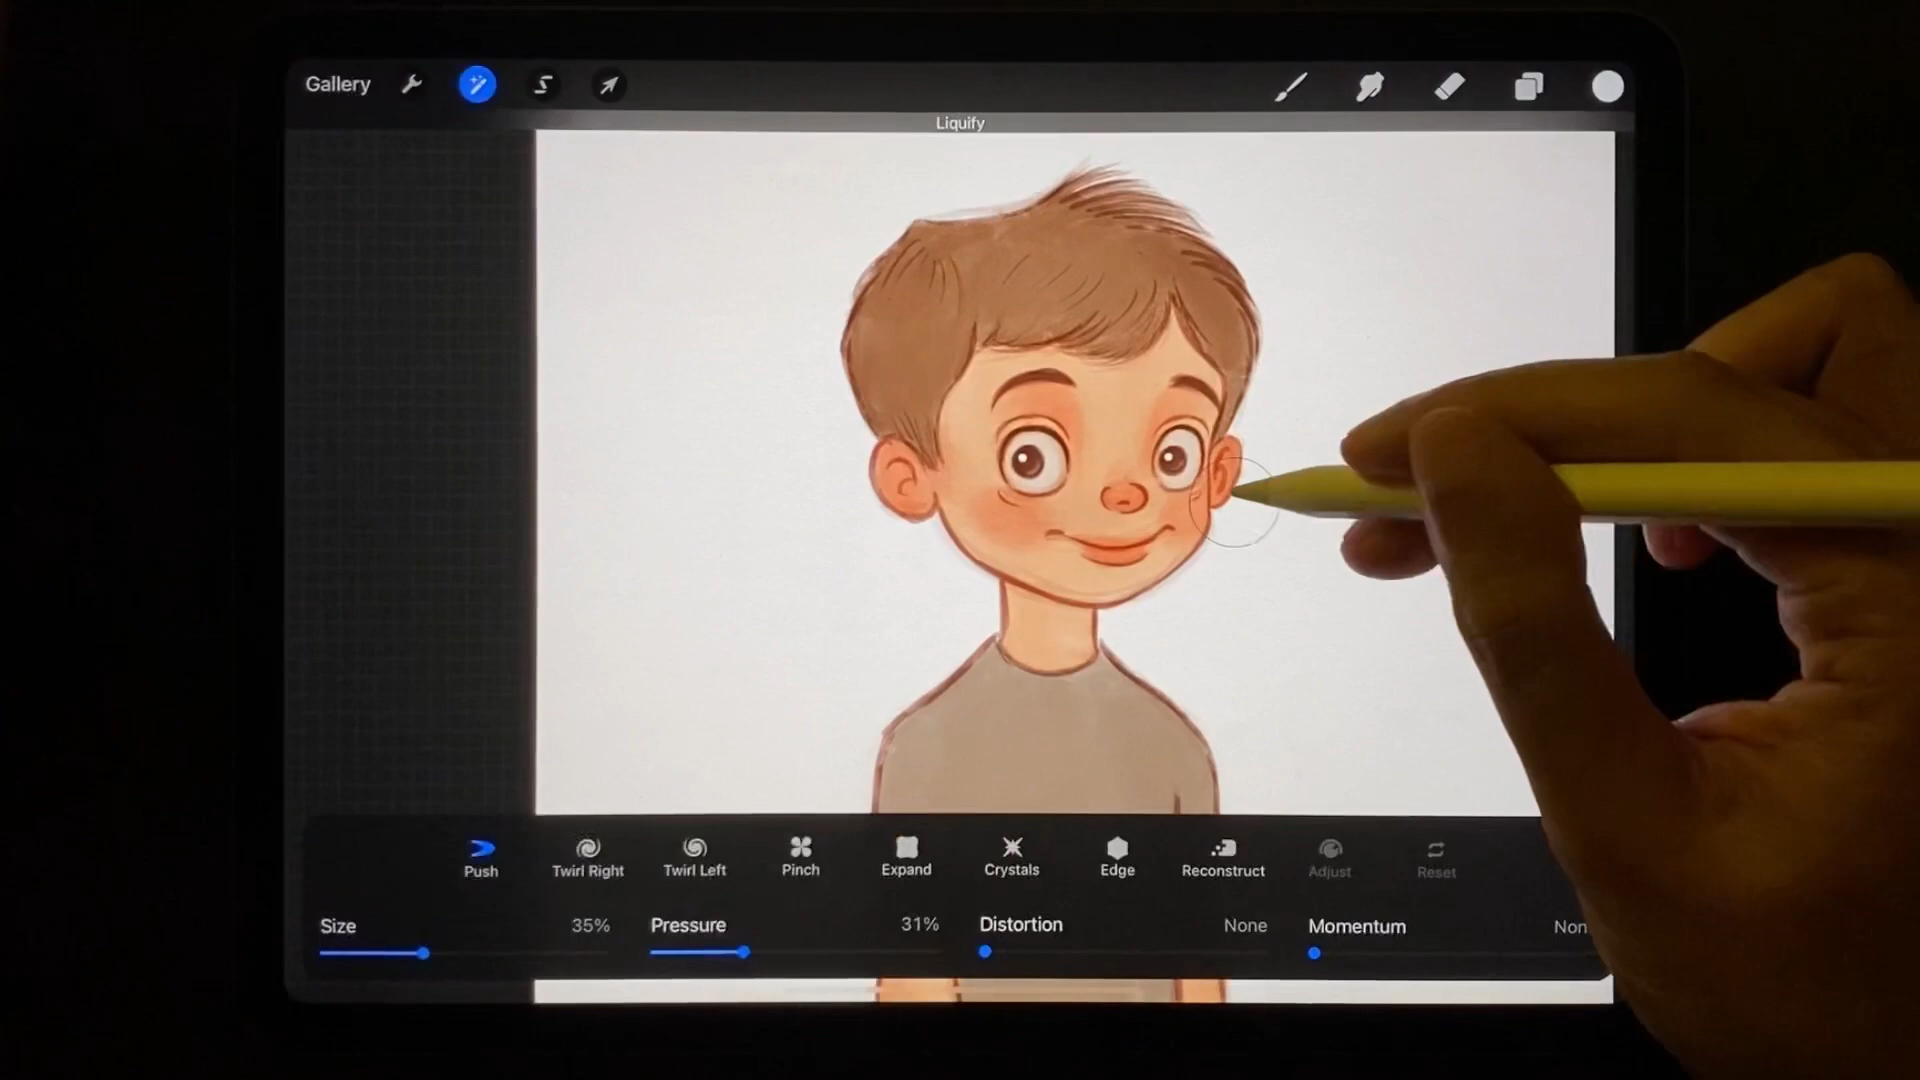 Gallery
Liquify
Push Twirl Right Twirl Left Pinch Expand Crystals Edge Reconstruct Adjust Reset
Size 35% Pressure 31% Distortion None Momentum Non